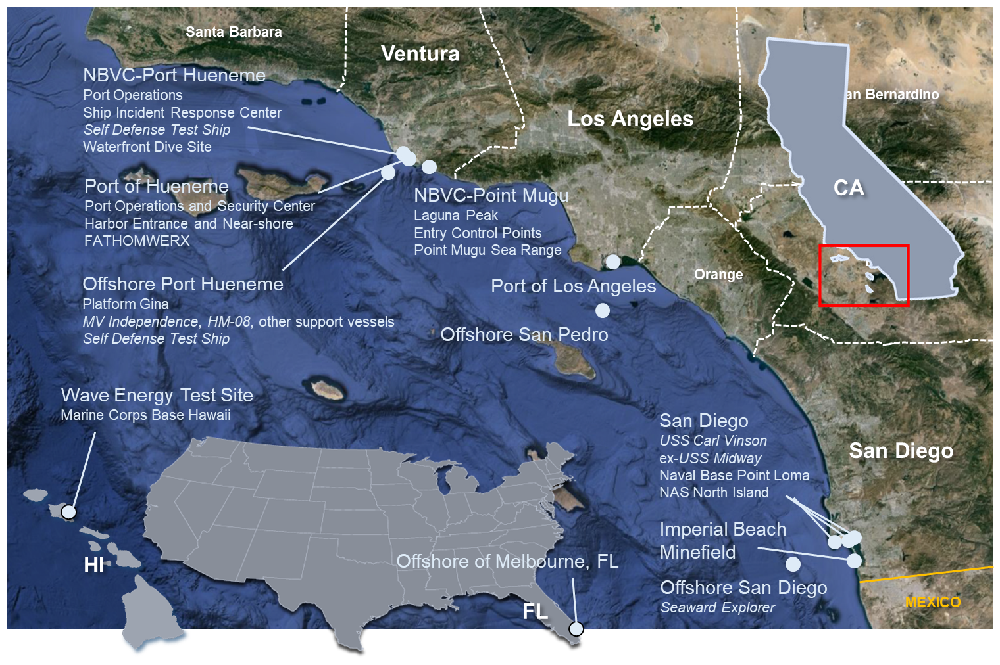 Santa Barbara
Ventura
NBVC-Port Hueneme
Port Operations
Ship Incident Response Center
Self Defense Test Ship
Waterfront Dive Site
an Bernardino
Los Angeles
CA
Port of Hueneme
Port Operations and Security Center
Harbor Entrance and Near-shore
FATHOMWERX
NBVC-Point Mugu
Laguna Peak
Entry Control Points
Point Mugu Sea Range
Orange
Offshore Port Hueneme
Platform Gina
MV Independence, HM-08, other support vessels
Self Defense Test Ship
Port of Los Angeles
Offshore San Pedro
Wave Energy Test Site
Marine Corps Base Hawaii
San Diego
USS Carl Vinson
ex-USS Midway
Naval Base Point Loma
NAS North Island
San Diego
Imperial Beach
Minefield
HI
Offshore of Melbourne, FL
FL
Offshore San Diego
Seaward Explorer
MEXICO